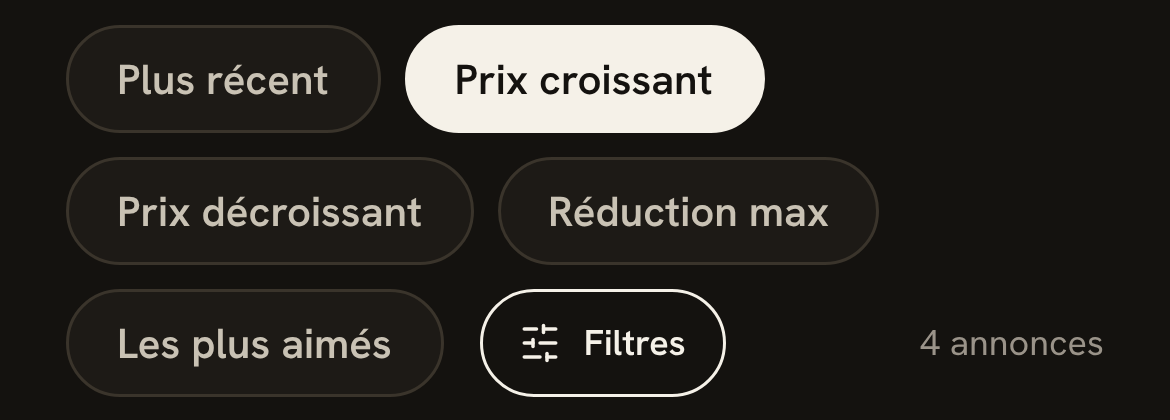 Plus récent Prix croissant
Prix décroissant Réduction max
Les plus aimés Filtres 4 annonces